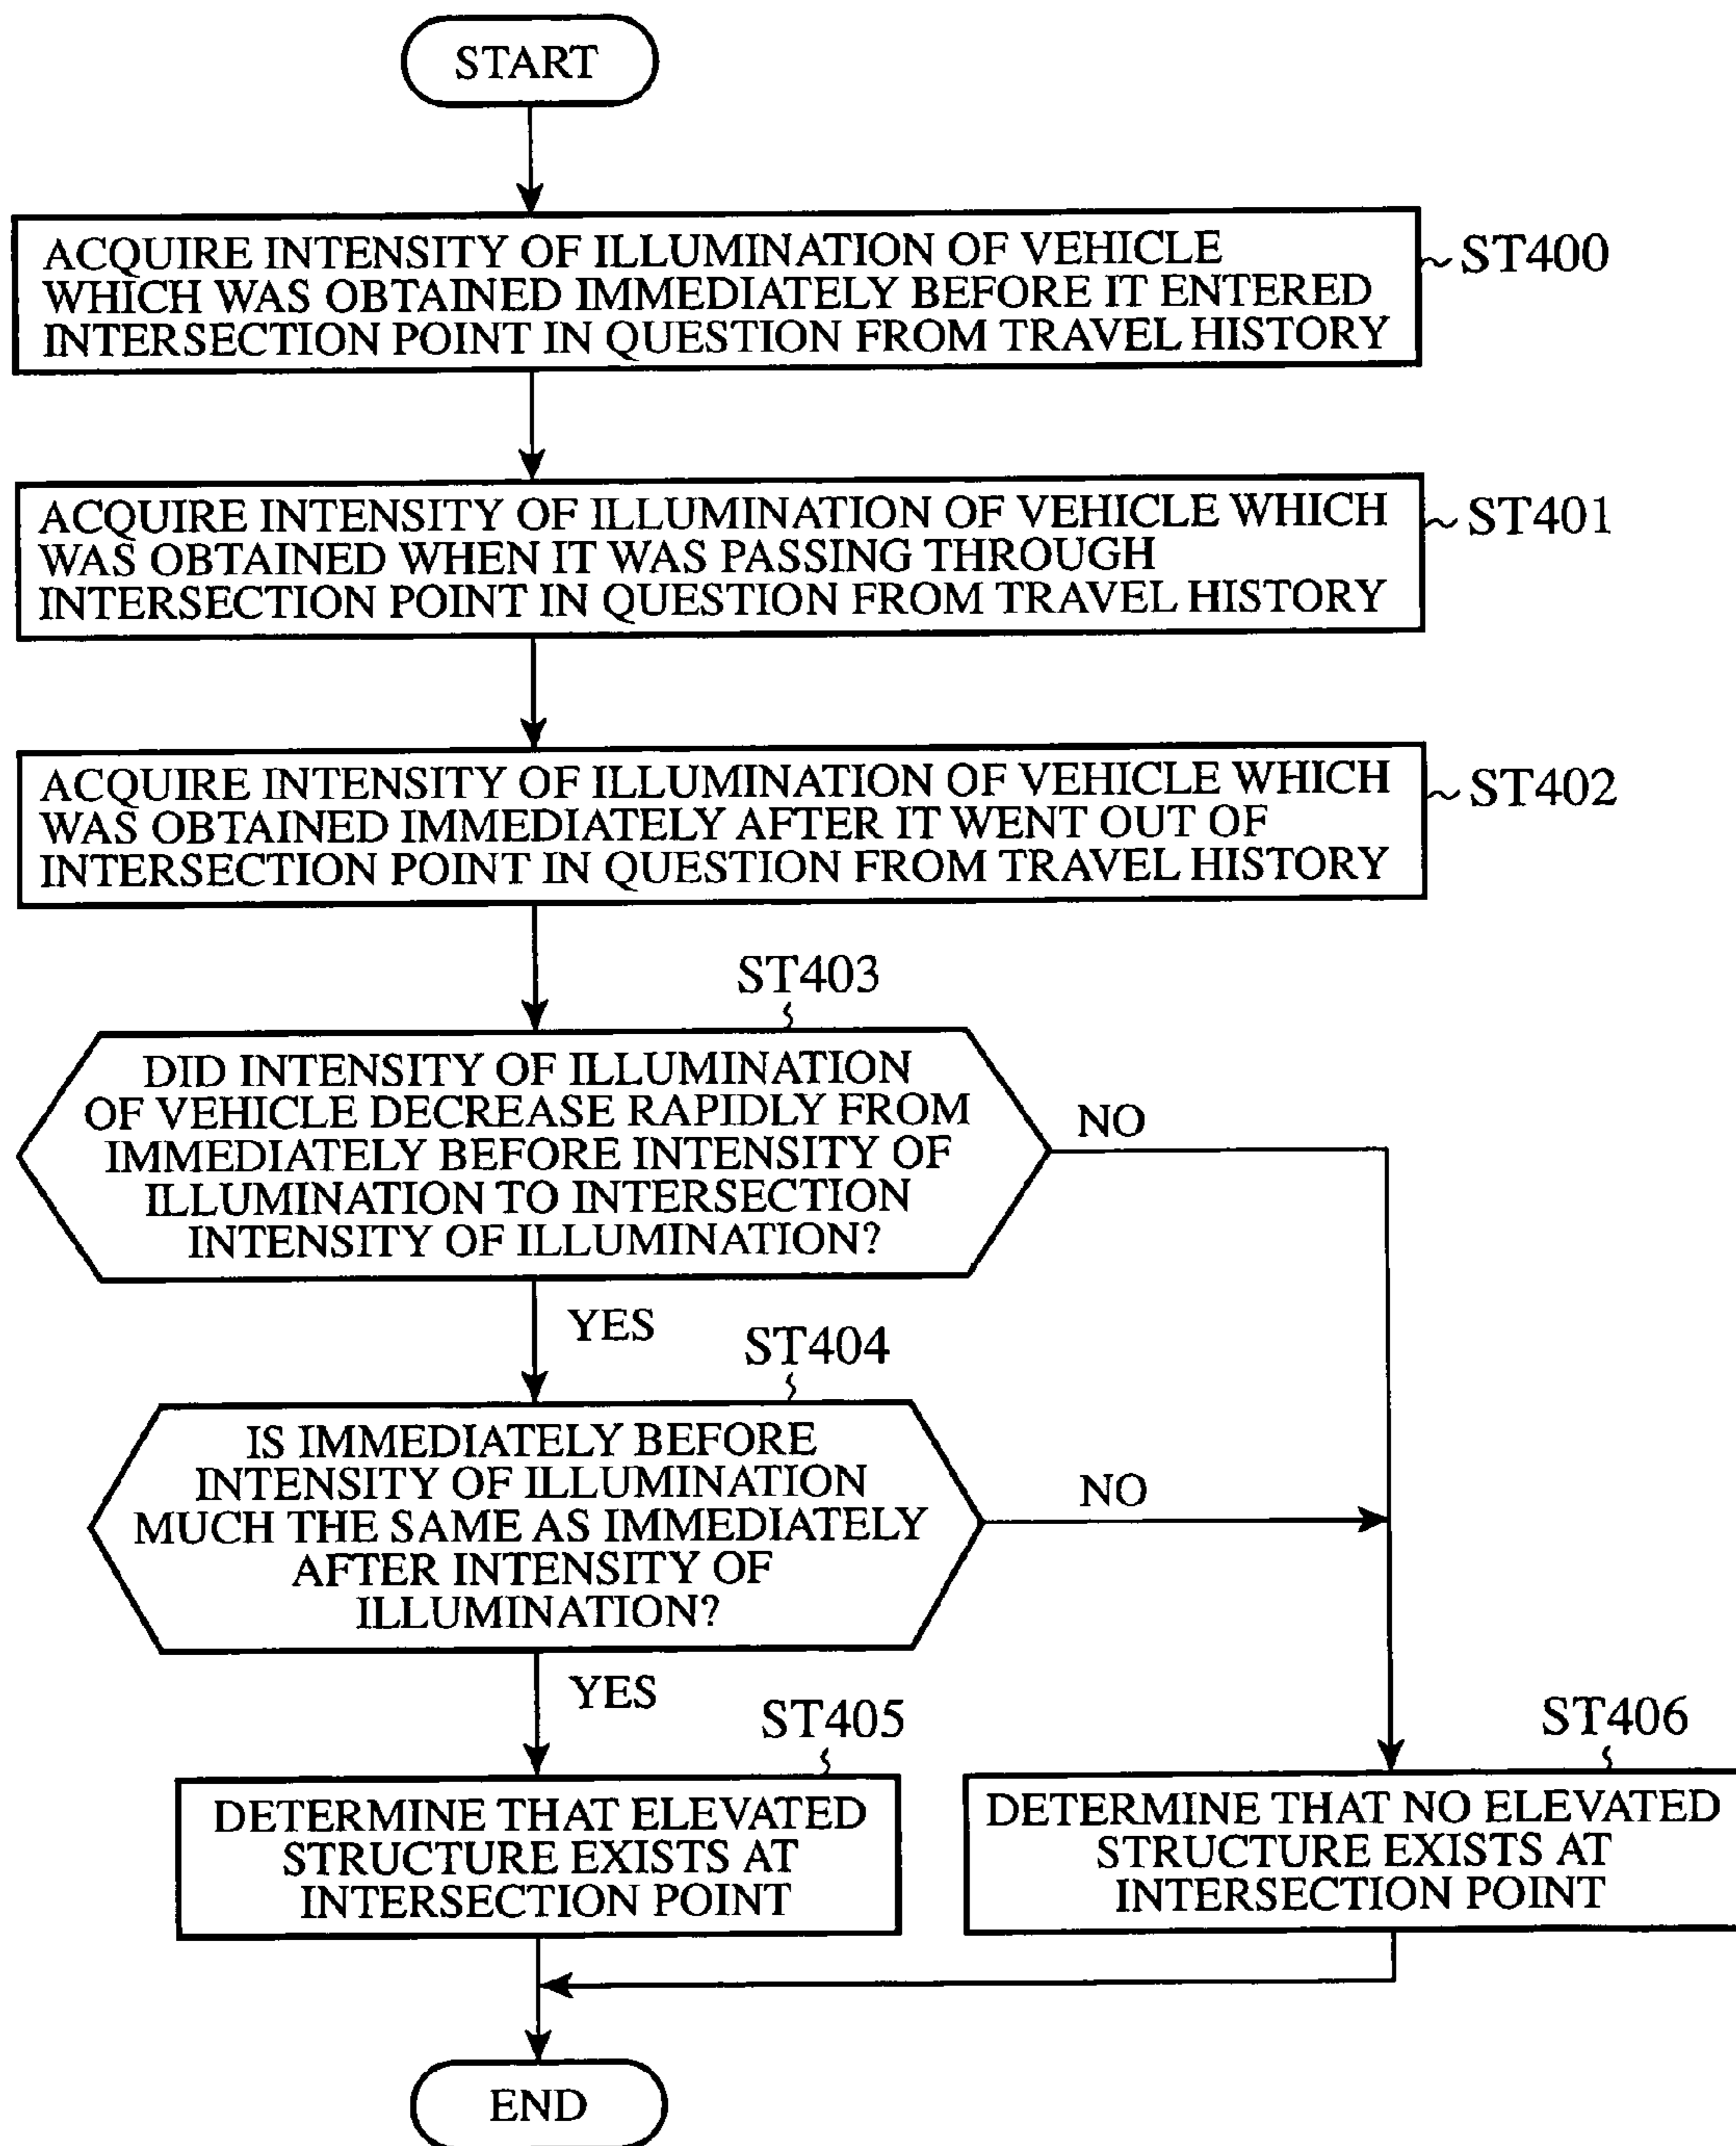 START
ACQUIRE INTENSITY OF ILLUMINATION OF VEHICLE
WHICH WAS OBTAINED IMMEDIATELY BEFORE IT ENTERED
INTERSECTION POINT IN QUESTION FROM TRAVEL HISTORY
ST400
ACQUIRE INTENSITY OF ILLUMINATION OF VEHICLE WHICH
WAS OBTAINED WHEN IT WAS PASSING THROUGH
INTERSECTION POINT IN QUESTION FROM TRAVEL HISTORY
ST401
ACQUIRE INTENSITY OF ILLUMINATION OF VEHICLE WHICH
WAS OBTAINED IMMEDIATELY AFTER IT WENT OUT OF
INTERSECTION POINT IN QUESTION FROM TRAVEL HISTORY
ST402
ST403
DID INTENSITY OF ILLUMINATION
OF VEHICLE DECREASE RAPIDLY FROM
IMMEDIATELY BEFORE INTENSITY OF
ILLUMINATION TO INTERSECTION
INTENSITY OF ILLUMINATION?
NO
YES
ST404
IS IMMEDIATELY BEFORE
INTENSITY OF ILLUMINATION
MUCH THE SAME AS IMMEDIATELY
AFTER INTENSITY OF
ILLUMINATION?
NO
YES
ST405
DETERMINE THAT ELEVATED
STRUCTURE EXISTS AT
INTERSECTION POINT
ST406
DETERMINE THAT NO ELEVATED
STRUCTURE EXISTS AT
INTERSECTION POINT
END